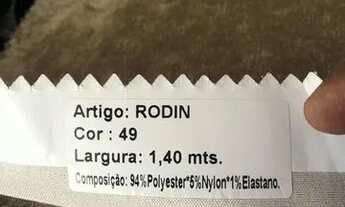 Artigo: RODIN
Cor : 49
Largura: 1,40 mts.
Composição: 94%Polyester*5%Nylon*1%Elastano.